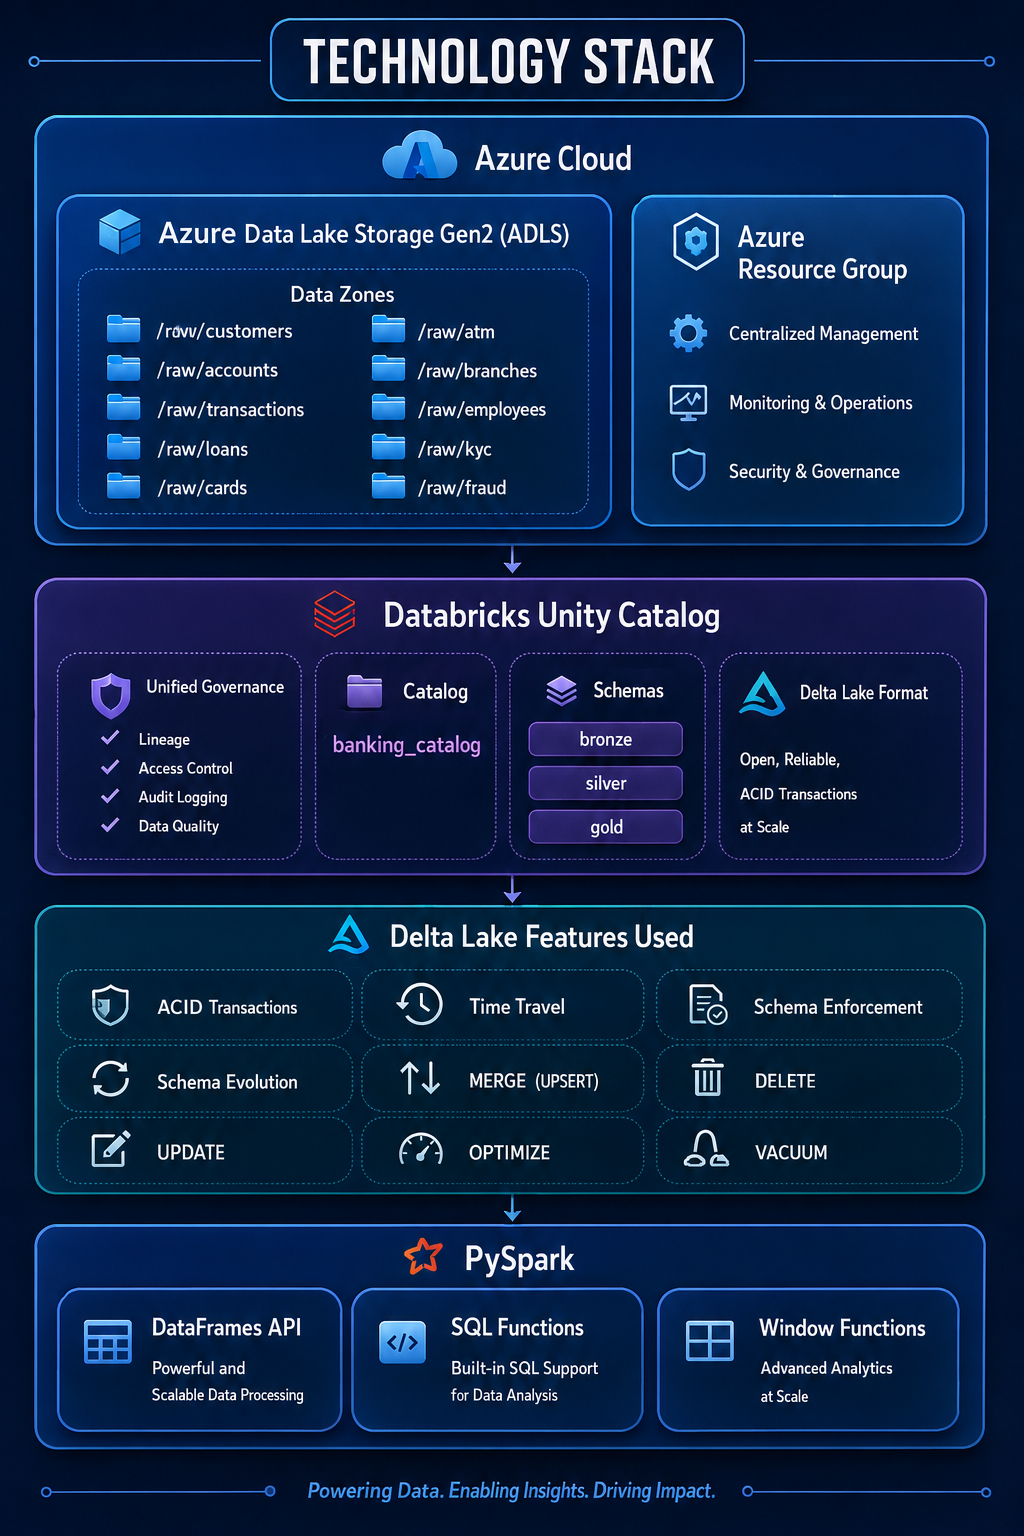 TECHNOLOGY STACK
Azure Cloud
Azure Data Lake Storage Gen2 (ADLS)
Data Zones
/raw/customers
/raw/accounts
/raw/transactions
/raw/loans
/raw/cards
/raw/atm
/raw/branches
/raw/employees
/raw/kyc
/raw/fraud
Azure
Resource Group
Centralized Management
Monitoring & Operations
Security & Governance
Databricks Unity Catalog
Unified Governance
Lineage
Access Control
Audit Logging
Data Quality
Catalog
banking_catalog
Schemas
bronze
silver
gold
Delta Lake Format
Open, Reliable,
ACID Transactions
at Scale
Delta Lake Features Used
ACID Transactions
Time Travel
Schema Enforcement
Schema Evolution
MERGE (UPSERT)
DELETE
UPDATE
OPTIMIZE
VACUUM
PySpark
DataFrames API
Powerful and
Scalable Data Processing
SQL Functions
Built-in SQL Support
for Data Analysis
Window Functions
Advanced Analytics
at Scale
Powering Data. Enabling Insights. Driving Impact.